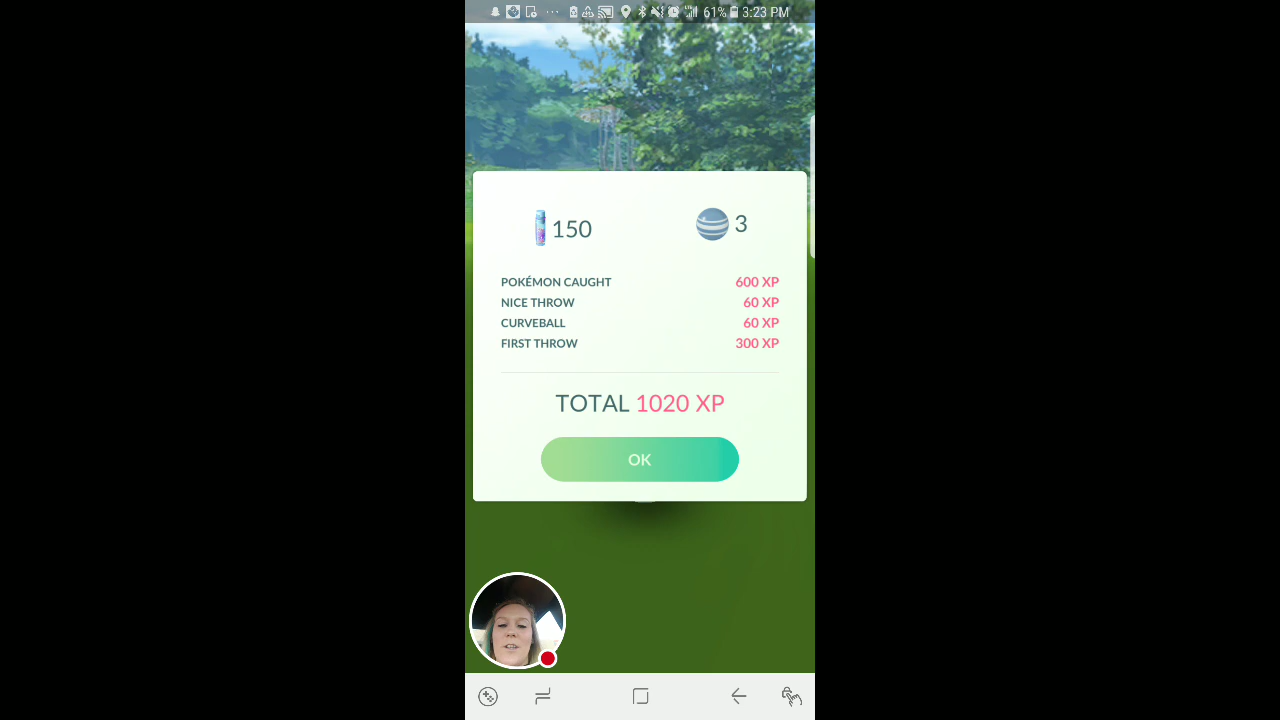 61% 3:23 PM
150 3
POKÉMON CAUGHT 600 XP
NICE THROW 60 XP
CURVEBALL 60 XP
FIRST THROW 300 XP
TOTAL 1020 XP
OK